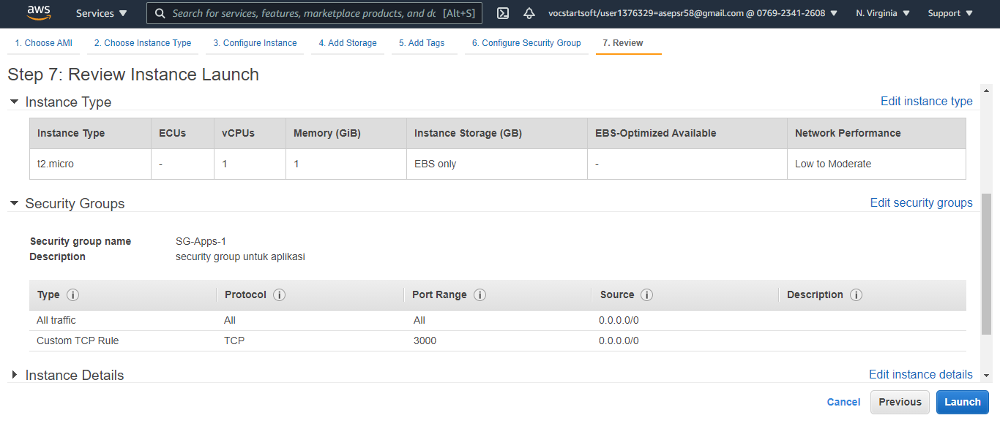 aws Services Search for services, features, marketplace products, and dc [Alt+S] vocstartsoft/user1376329=asepsr58@gmail.com @ 0769-2341-2608 N. Virginia Support
1. Choose AMI 2. Choose Instance Type 3. Configure Instance 4. Add Storage 5. Add Tags 6. Configure Security Group 7. Review
Step 7: Review Instance Launch
Instance Type Edit instance type
Instance Type ECUs vCPUs Memory (GiB) Instance Storage (GB) EBS-Optimized Available Network Performance
t2.micro - 1 1 EBS only - Low to Moderate
Security Groups Edit security groups
Security group name SG-Apps-1
Description security group untuk aplikasi
Type i Protocol i Port Range i Source i Description i
All traffic All All 0.0.0.0/0
Custom TCP Rule TCP 3000 0.0.0.0/0
Instance Details Edit instance details
Cancel Previous Launch